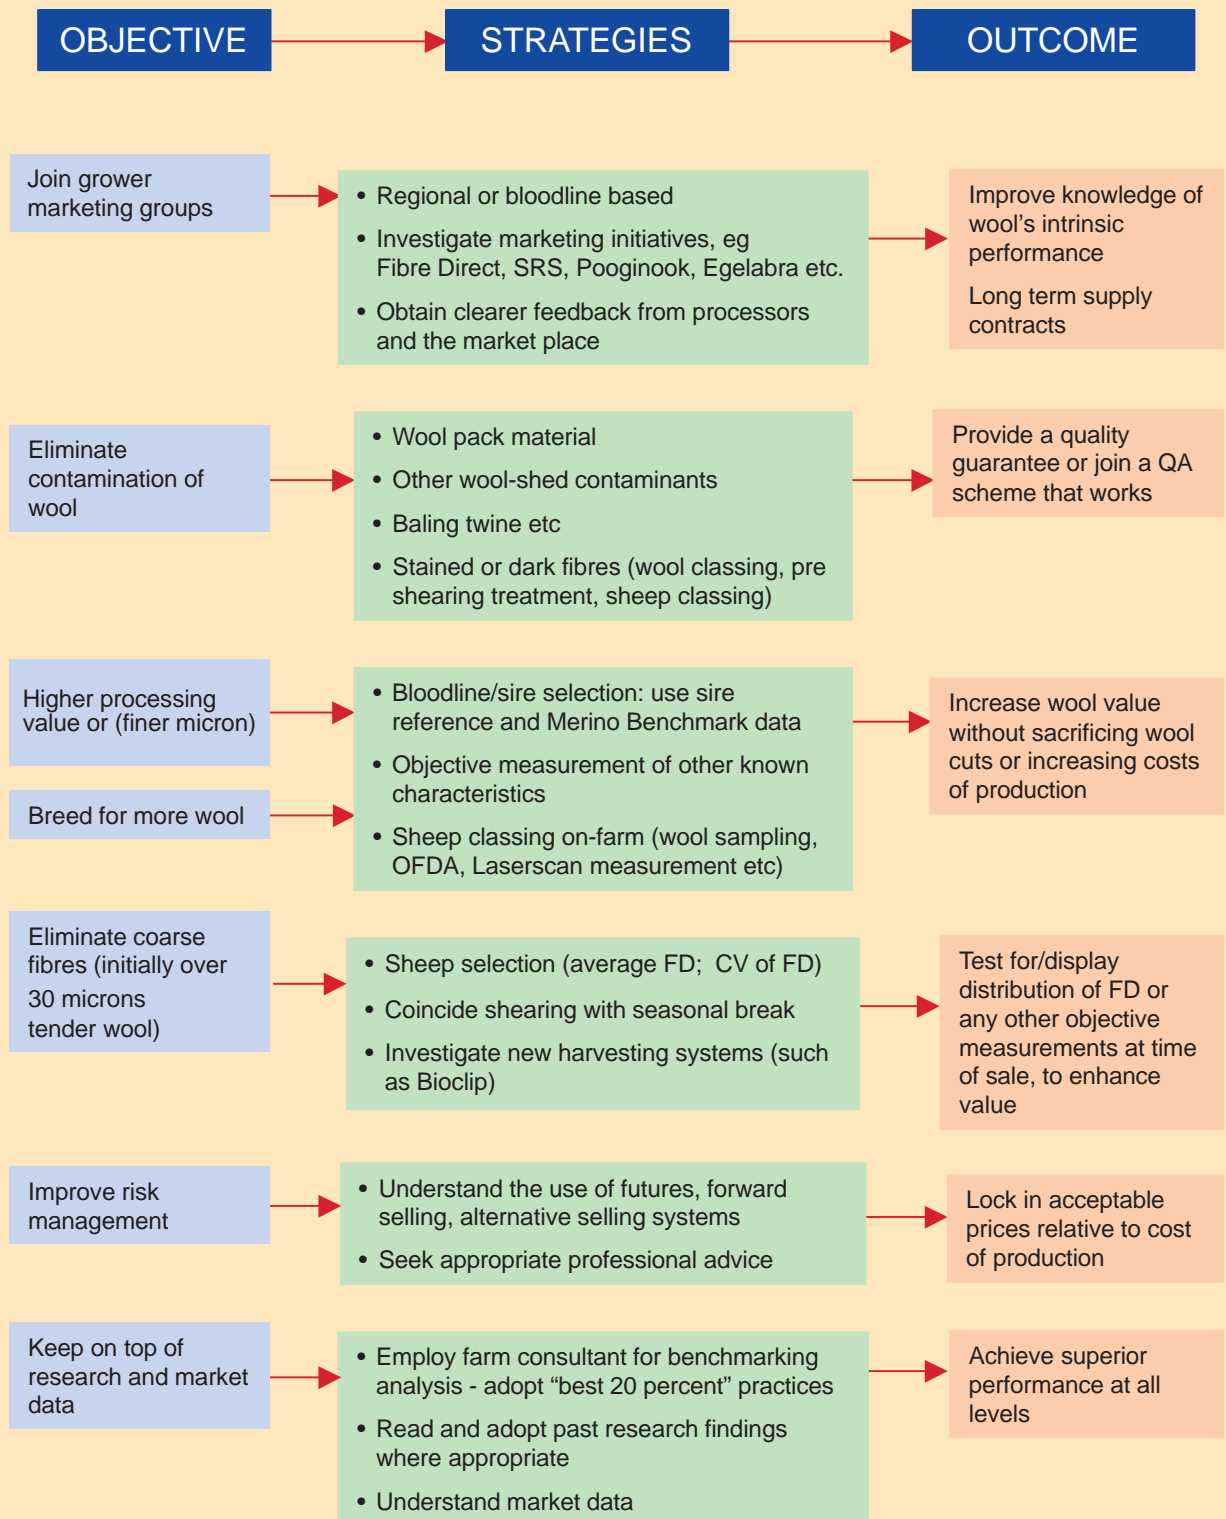 OBJECTIVE
STRATEGIES
OUTCOME
Join grower
marketing groups
• Regional or bloodline based
• Investigate marketing initiatives, eg
Fibre Direct, SRS, Pooginook, Egelabra etc.
• Obtain clearer feedback from processors
and the market place
Improve knowledge of
wool's intrinsic
performance
Long term supply
contracts
Eliminate
contamination of
wool
• Wool pack material
• Other wool-shed contaminants
• Baling twine etc
• Stained or dark fibres (wool classing, pre
shearing treatment, sheep classing)
Provide a quality
guarantee or join a QA
scheme that works
Higher processing
value or (finer micron)
Breed for more wool
• Bloodline/sire selection: use sire
reference and Merino Benchmark data
• Objective measurement of other known
characteristics
• Sheep classing on-farm (wool sampling,
OFDA, Laserscan measurement etc)
Increase wool value
without sacrificing wool
cuts or increasing costs
of production
Eliminate coarse
fibres (initially over
30 microns
tender wool)
• Sheep selection (average FD; CV of FD)
• Coincide shearing with seasonal break
• Investigate new harvesting systems (such
as Bioclip)
Test for/display
distribution of FD or
any other objective
measurements at time
of sale, to enhance
value
Improve risk
management
• Understand the use of futures, forward
selling, alternative selling systems
• Seek appropriate professional advice
Lock in acceptable
prices relative to cost
of production
Keep on top of
research and market
data
• Employ farm consultant for benchmarking
analysis - adopt “best 20 percent” practices
• Read and adopt past research findings
where appropriate
• Understand market data
Achieve superior
performance at all
levels